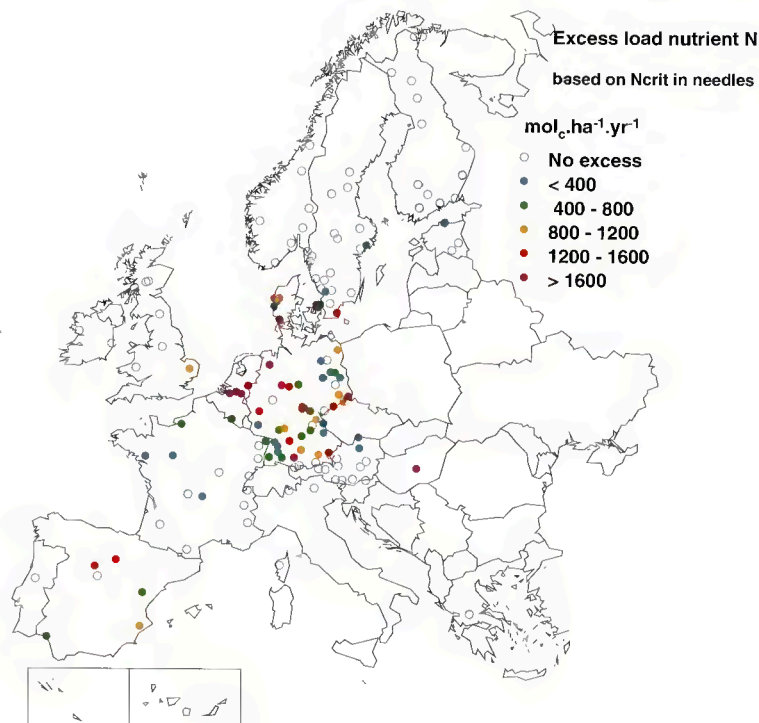 Excess load nutrient N
based on Ncrit in needles
mol_c.ha⁻¹.yr⁻¹
No excess
< 400
400 - 800
800 - 1200
1200 - 1600
> 1600